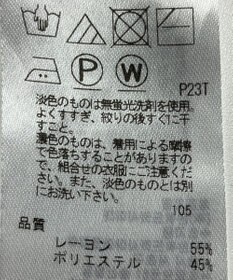 P23T
P W
淡色のものは無蛍光洗剤を使用。
よくすすぎ、絞りの後すぐに干
すこと。
濃色のものは、着用による摩擦
で色落ちすることがありますの
で、組合せの衣服にご注意くださ
い。また、淡色のものとは別
にお洗い下さい。
105
品質
レーヨン 55%
ポリエステル 45%